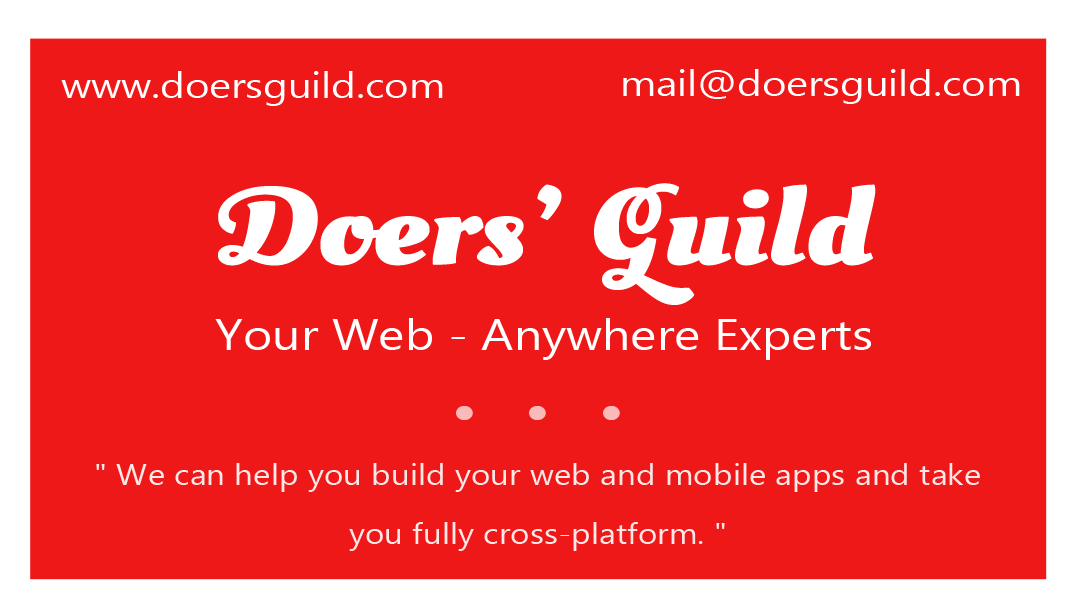 www.doersguild.com
mail@doersguild.com
Doers’ Guild
Your Web - Anywhere Experts
" We can help you build your web and mobile apps and take
you fully cross-platform. "